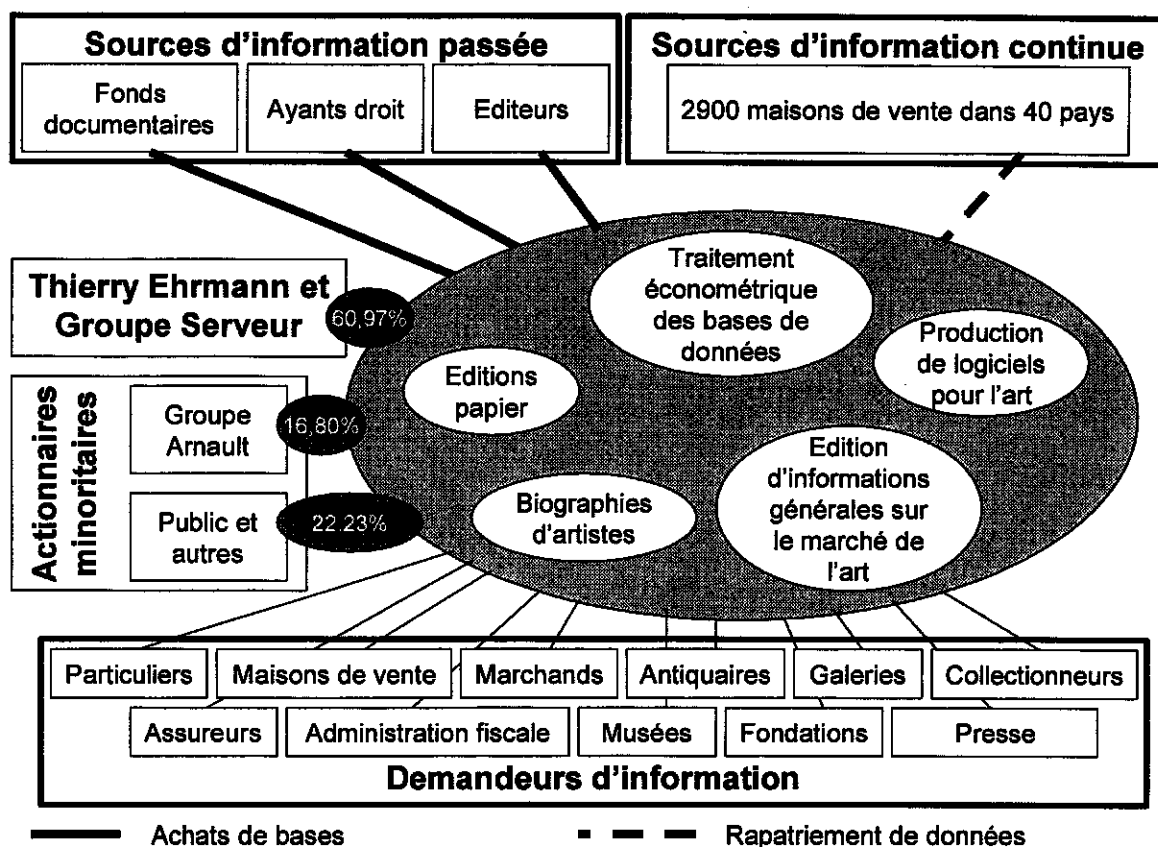 Sources d'information passée
Fonds
documentaires
Ayants droit
Editeurs
Sources d'information continue
2900 maisons de vente dans 40 pays
Thierry Ehrmann et
Groupe Serveur
60,97%
Actionnaires
minoritaires
Groupe
Arnault
16,80%
Public et
autres
22,23%
Traitement
économétrique
des bases de
données
Production
de logiciels
pour l'art
Editions
papier
Biographies
d'artistes
Edition
d'informations
générales sur
le marché de
l'art
Particuliers
Maisons de vente
Marchands
Antiquaires
Galeries
Collectionneurs
Assureurs
Administration fiscale
Musées
Fondations
Presse
Demandeurs d'information
Achats de bases
Rapatriement de données